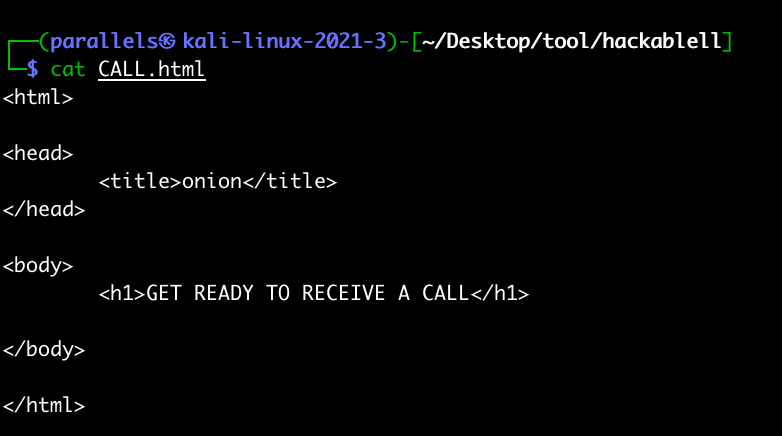 ┌──(parallels㉿kali-linux-2021-3)-[~/Desktop/tool/hackablell]
└─$ cat CALL.html
<html>
<head>
<title>onion</title>
</head>
<body>
<h1>GET READY TO RECEIVE A CALL</h1>
</body>
</html>